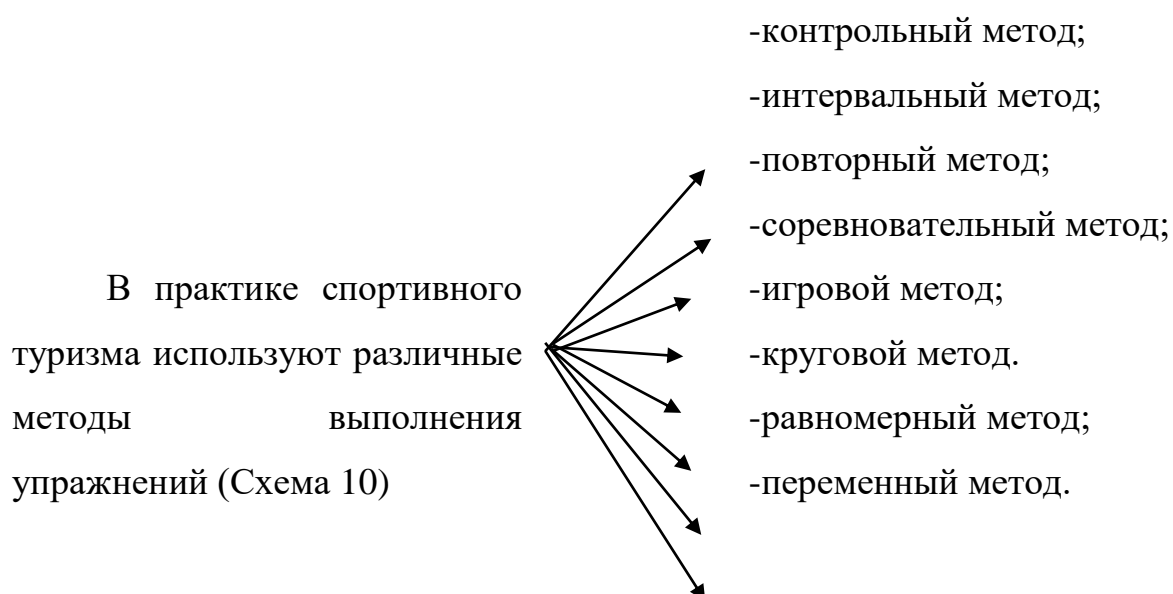 -контрольный метод;
-интервальный метод;
-повторный метод;
-соревновательный метод;
В практике спортивного
-игровой метод;
туризма используют различные
-круговой метод.
методы выполнения
-равномерный метод;
упражнений (Схема 10)
-переменный метод.